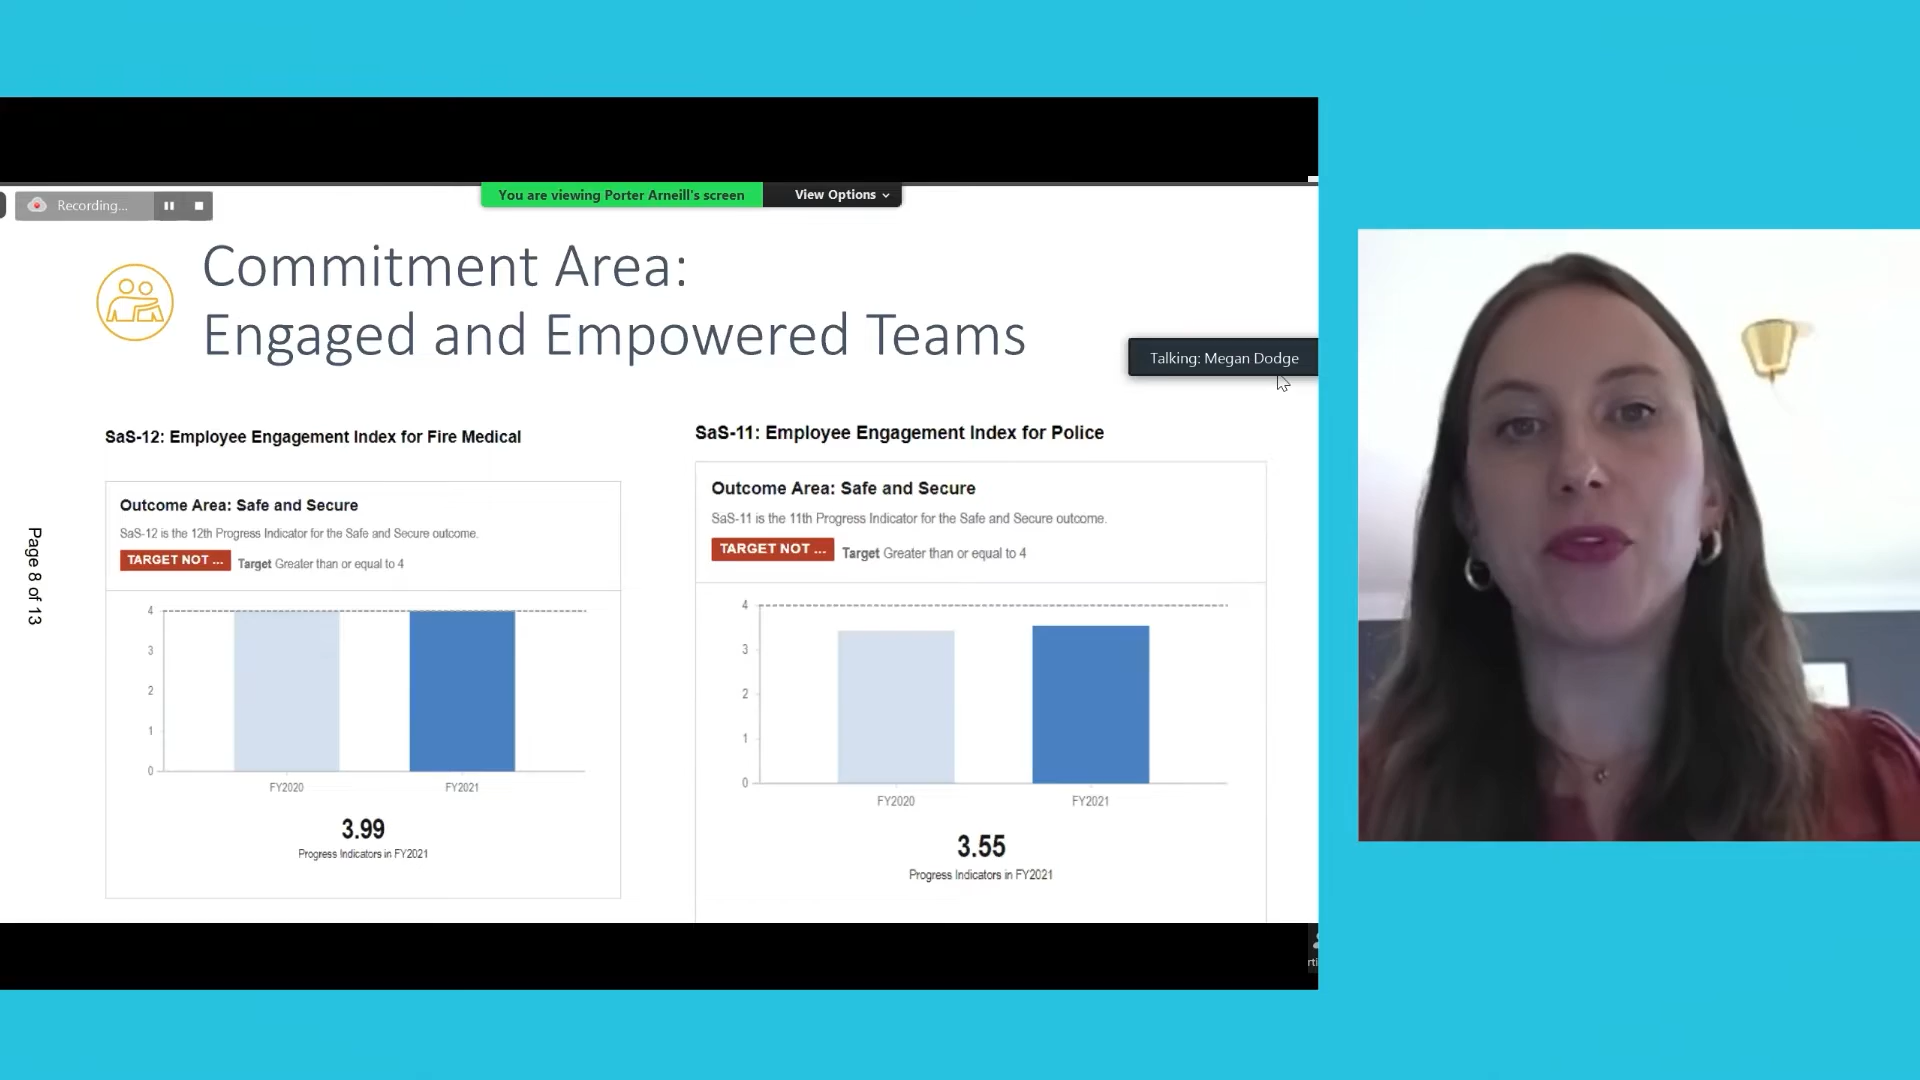 Recording...
You are viewing Porter Arneill's screen
View Options
Commitment Area:
Engaged and Empowered Teams
Talking: Megan Dodge
SaS-12: Employee Engagement Index for Fire Medical
Outcome Area: Safe and Secure
SaS-12 is the 12th Progress Indicator for the Safe and Secure outcome.
TARGET NOT ...
Target Greater than or equal to 4
4
3
2
1
0
FY2020
FY2021
3.99
Progress Indicators in FY2021
SaS-11: Employee Engagement Index for Police
Outcome Area: Safe and Secure
SaS-11 is the 11th Progress Indicator for the Safe and Secure outcome.
TARGET NOT ...
Target Greater than or equal to 4
4
3
2
1
0
FY2020
FY2021
3.55
Progress Indicators in FY2021
Page 8 of 13